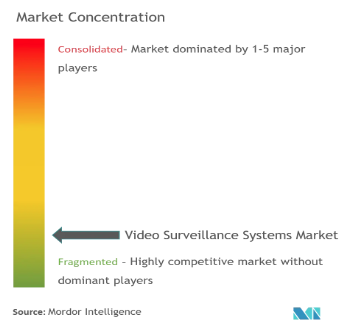 Market Concentration
Consolidated- Market dominated by 1-5 major
players
Video Surveillance Systems Market
Fragmented - Highly competitive market without
dominant players
Source: Mordor Intelligence